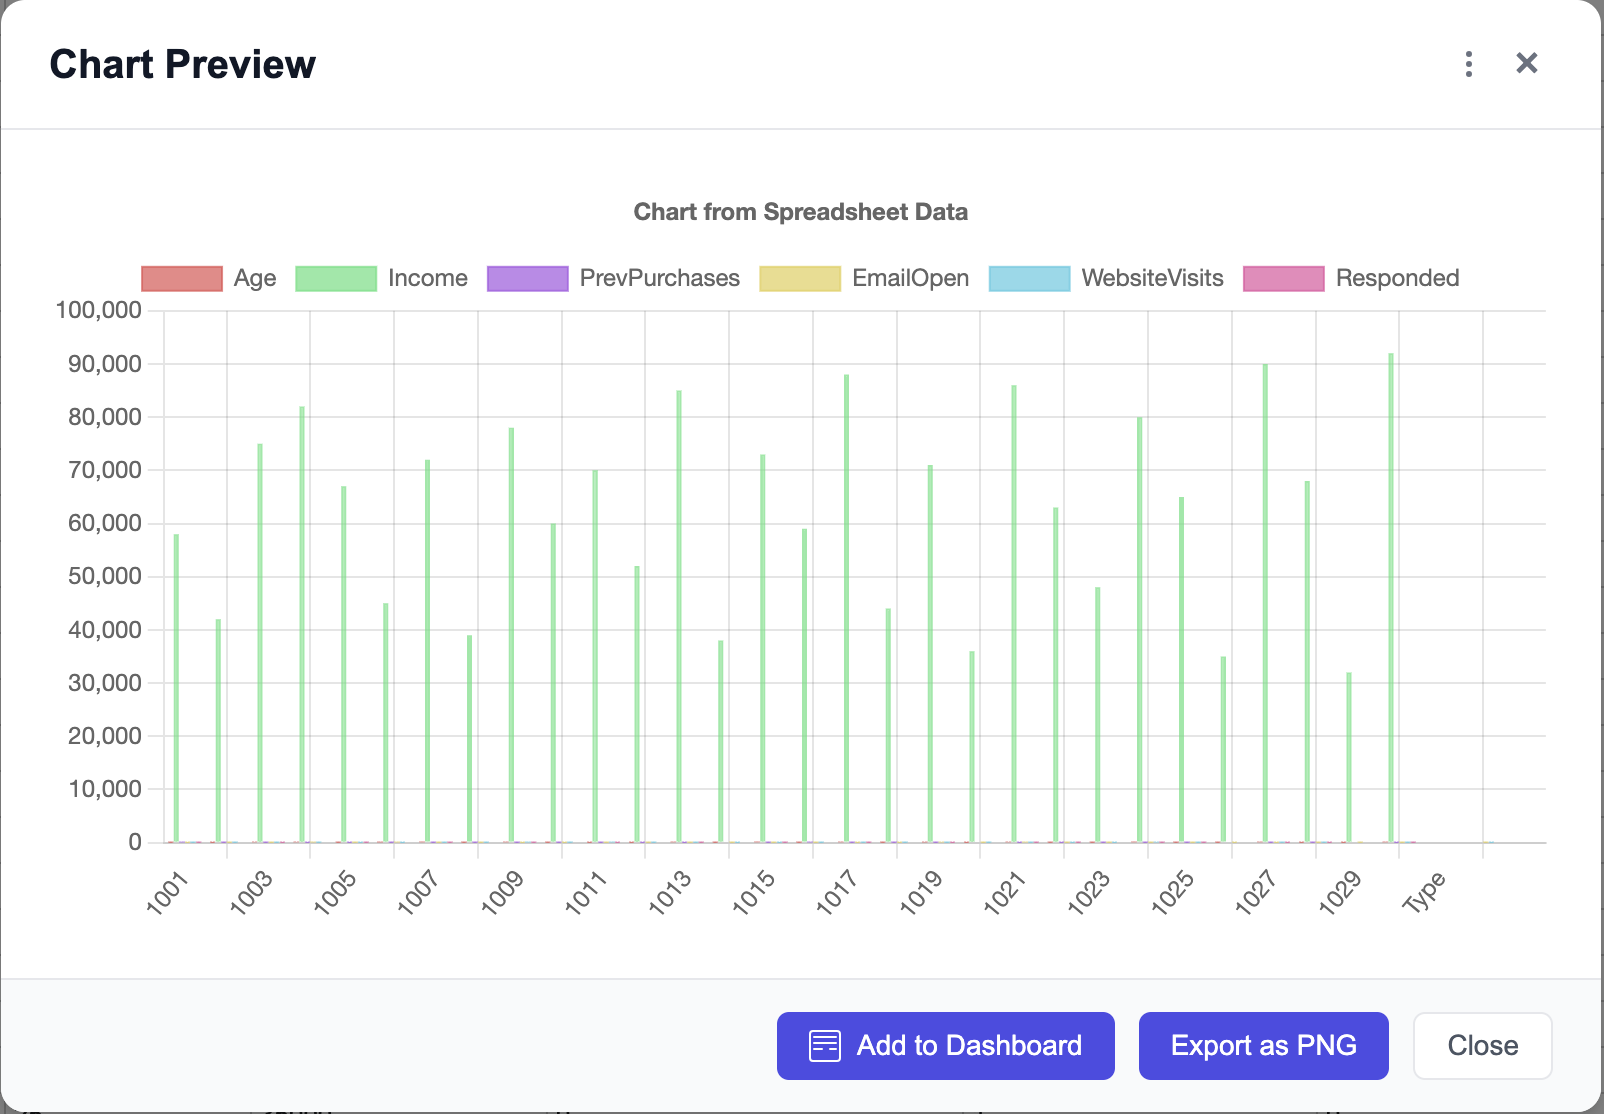 Chart Preview
Chart from Spreadsheet Data
Age Income PrevPurchases EmailOpen WebsiteVisits Responded
100,000
90,000
80,000
70,000
60,000
50,000
40,000
30,000
20,000
10,000
0
1001 1003 1005 1007 1009 1011 1013 1015 1017 1019 1021 1023 1025 1027 1029 Type
Add to Dashboard Export as PNG Close